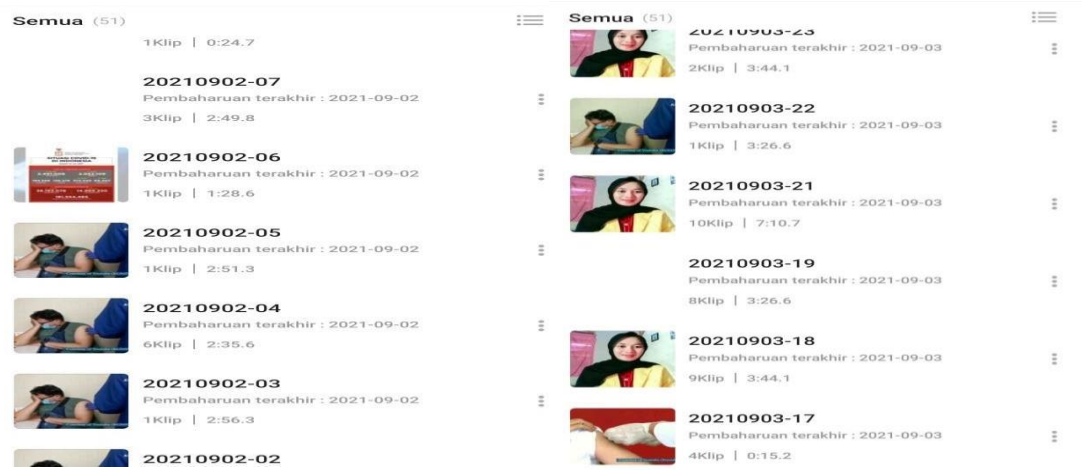 Semua (51)
1Klip | 0:24.7
20210902-07
Pembaharuan terakhir : 2021-09-02
3Klip | 2:49.8
20210902-06
Pembaharuan terakhir : 2021-09-02
1Klip | 1:28.6
20210902-05
Pembaharuan terakhir : 2021-09-02
1Klip | 2:51.3
20210902-04
Pembaharuan terakhir : 2021-09-02
6Klip | 2:35.6
20210902-03
Pembaharuan terakhir : 2021-09-02
1Klip | 2:56.3
20210902-02
Semua (51)
20210903-23
Pembaharuan terakhir : 2021-09-03
2Klip | 3:44.1
20210903-22
Pembaharuan terakhir : 2021-09-03
1Klip | 3:26.6
20210903-21
Pembaharuan terakhir : 2021-09-03
10Klip | 7:10.7
20210903-19
Pembaharuan terakhir : 2021-09-03
8Klip | 3:26.6
20210903-18
Pembaharuan terakhir : 2021-09-03
9Klip | 3:44.1
20210903-17
Pembaharuan terakhir : 2021-09-03
4Klip | 0:15.2